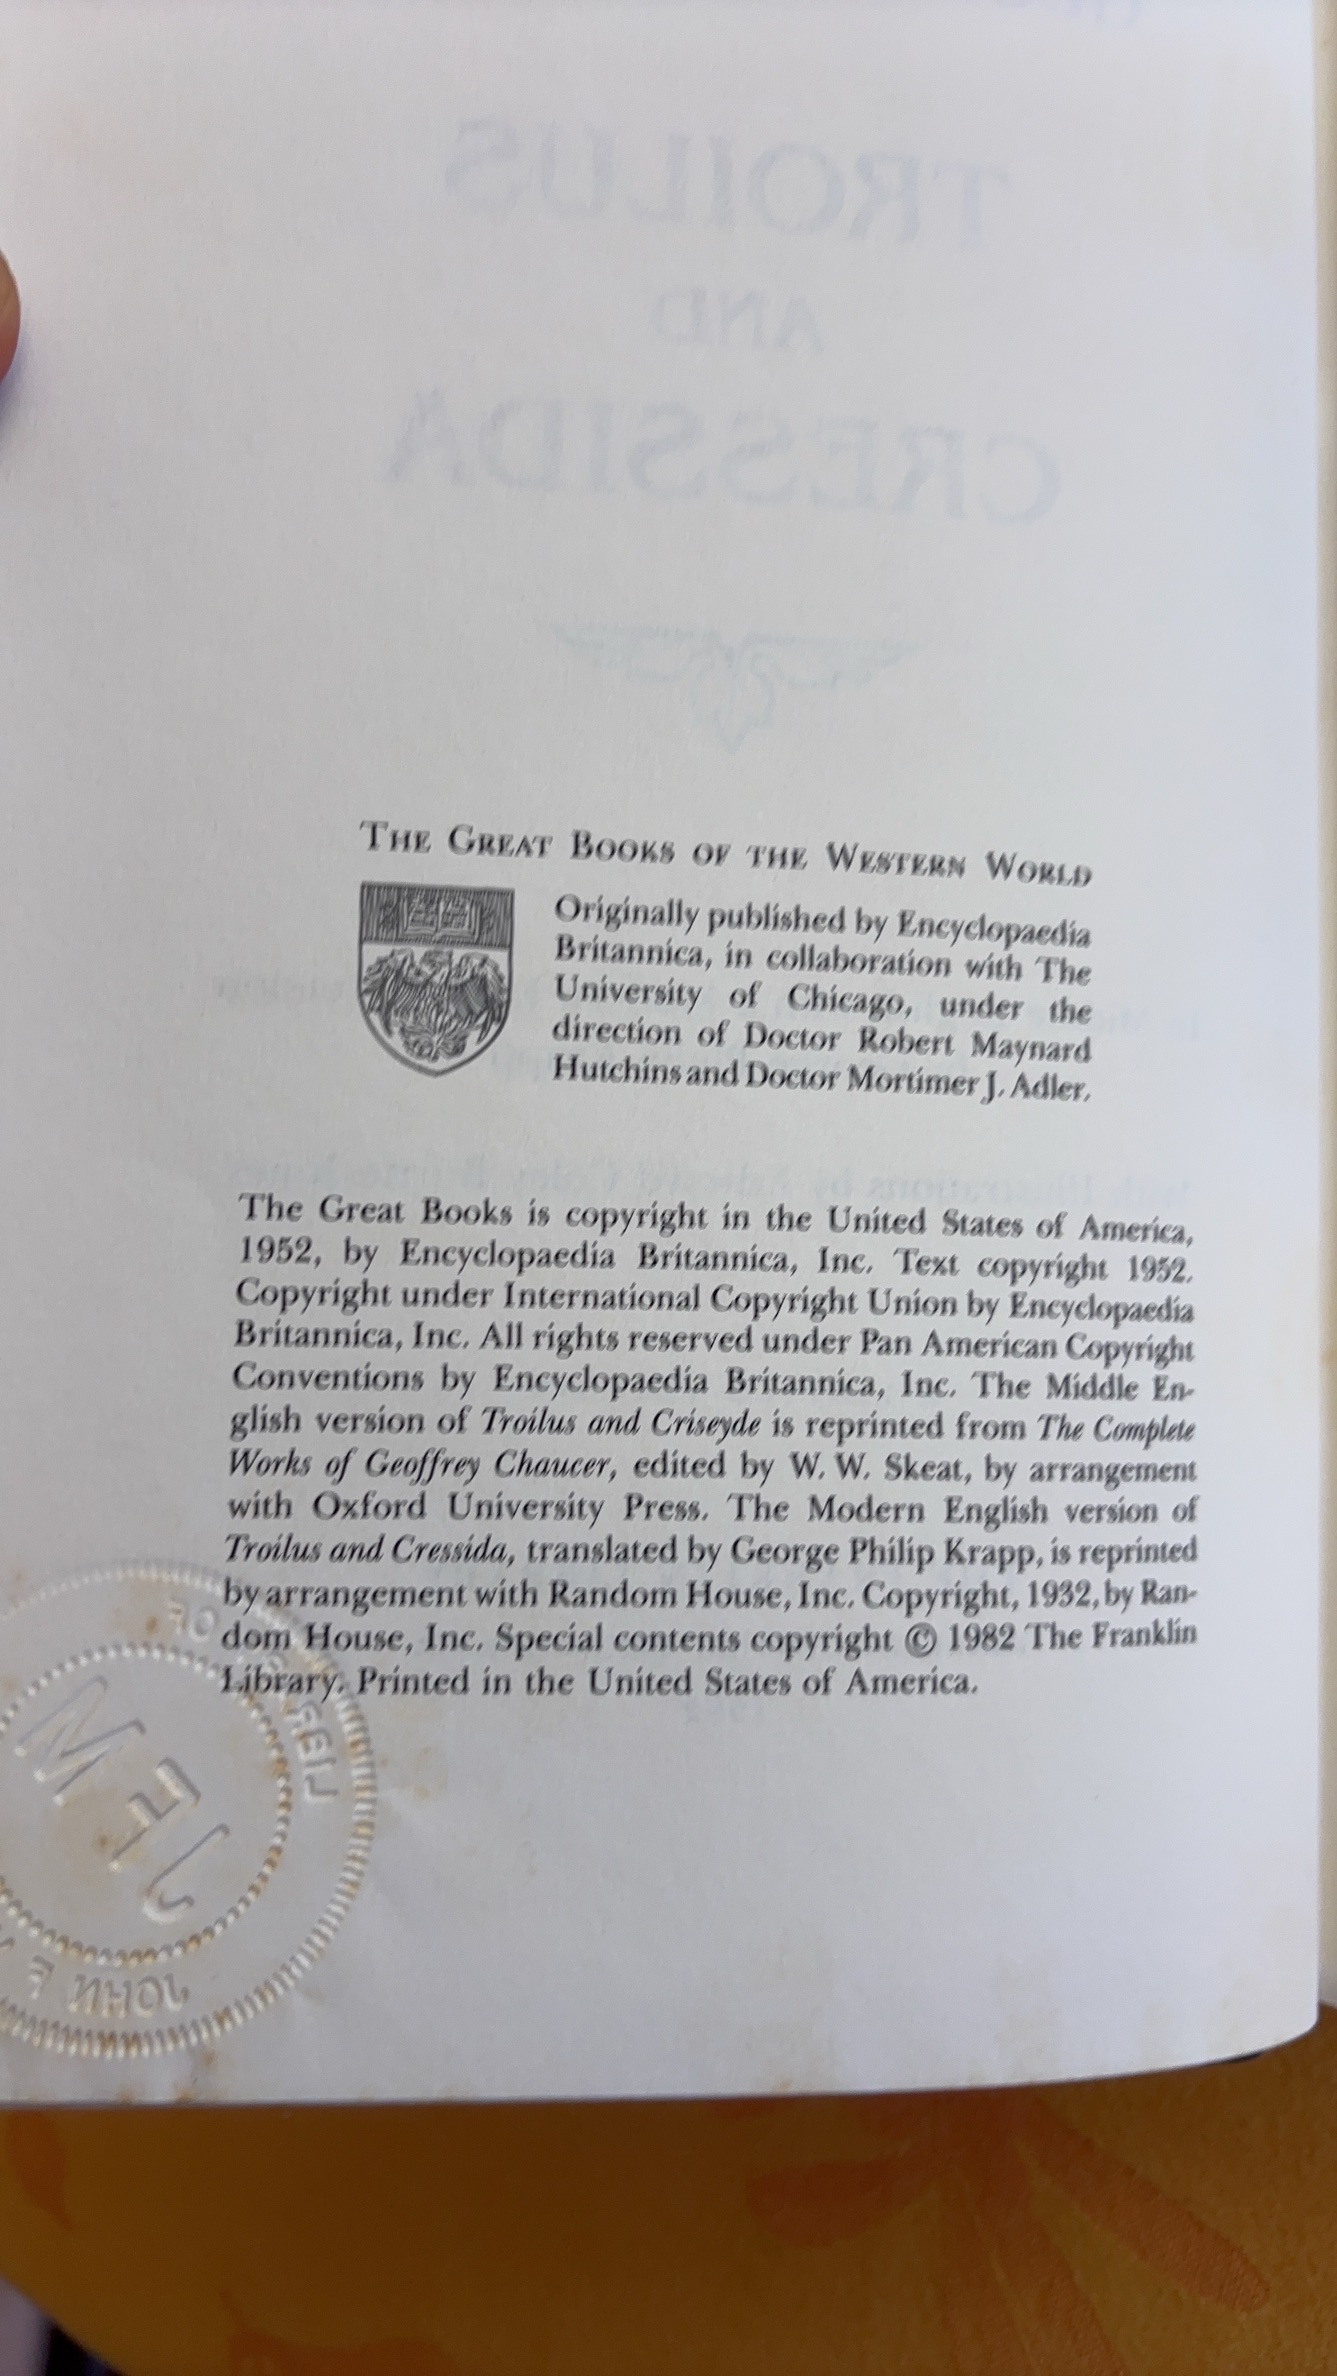 TROILUS
AND
CRESSIDA
THE GREAT BOOKS OF THE WESTERN WORLD
Originally published by Encyclopaedia
Britannica, in collaboration with The
University of Chicago, under the
direction of Doctor Robert Maynard
Hutchins and Doctor Mortimer J. Adler.
The Great Books is copyright in the United States of America,
1952, by Encyclopaedia Britannica, Inc. Text copyright 1952.
Copyright under International Copyright Union by Encyclopaedia
Britannica, Inc. All rights reserved under Pan American Copyright
Conventions by Encyclopaedia Britannica, Inc. The Middle En-
glish version of Troilus and Criseyde is reprinted from The Complete
Works of Geoffrey Chaucer, edited by W. W. Skeat, by arrangement
with Oxford University Press. The Modern English version of
Troilus and Cressida, translated by George Philip Krapp, is reprinted
by arrangement with Random House, Inc. Copyright, 1932, by Ran-
dom House, Inc. Special contents copyright © 1982 The Franklin
Library. Printed in the United States of America.
OF
JFM
JOHN F